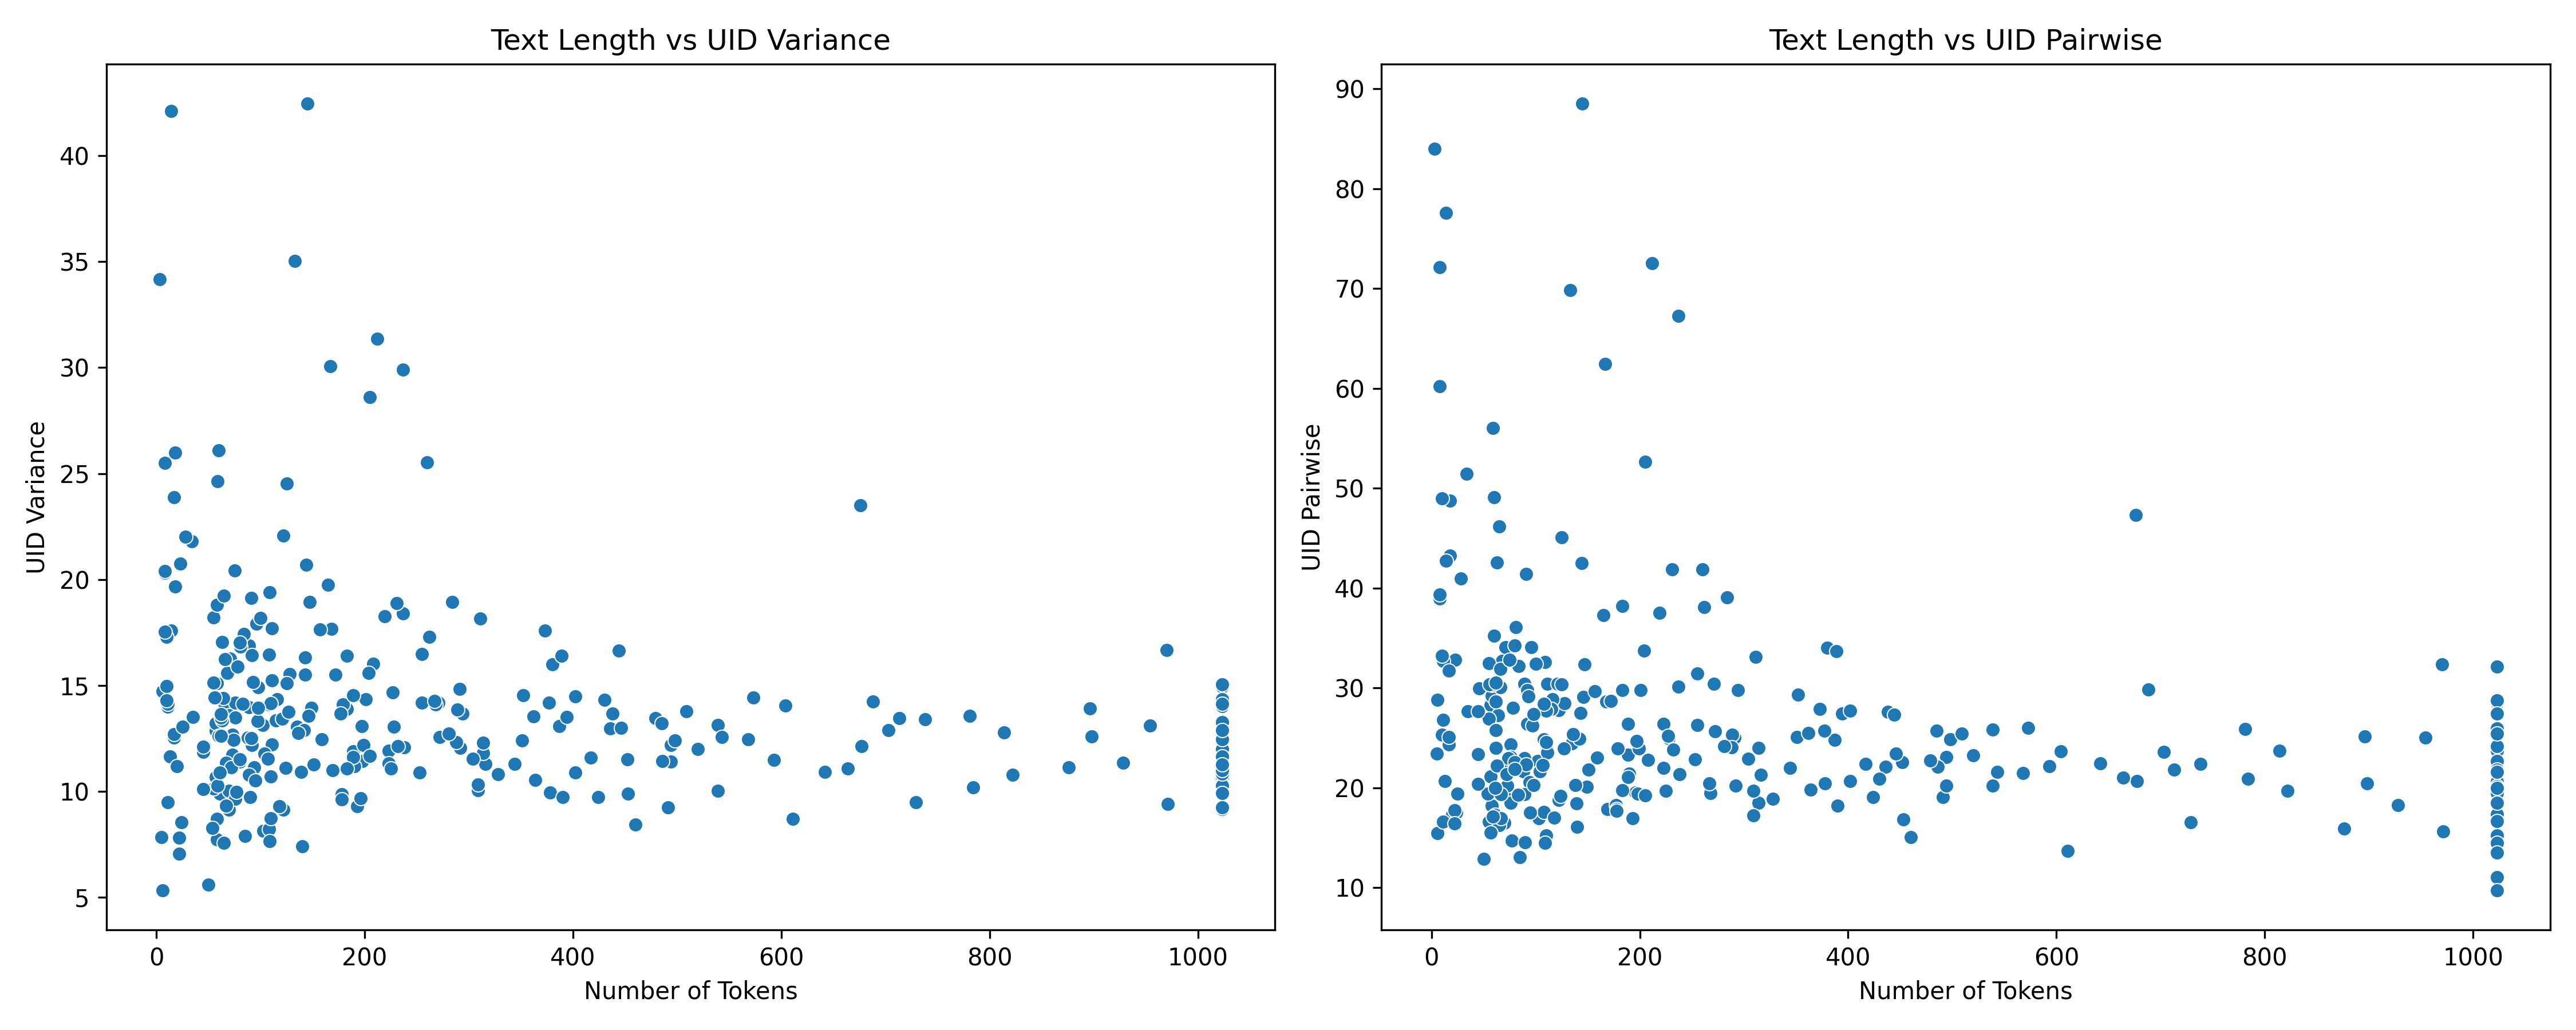 Text Length vs UID Variance
UID Variance
40
35
30
25
20
15
10
5
0 200 400 600 800 1000
Number of Tokens
Text Length vs UID Pairwise
UID Pairwise
90
80
70
60
50
40
30
20
10
0 200 400 600 800 1000
Number of Tokens